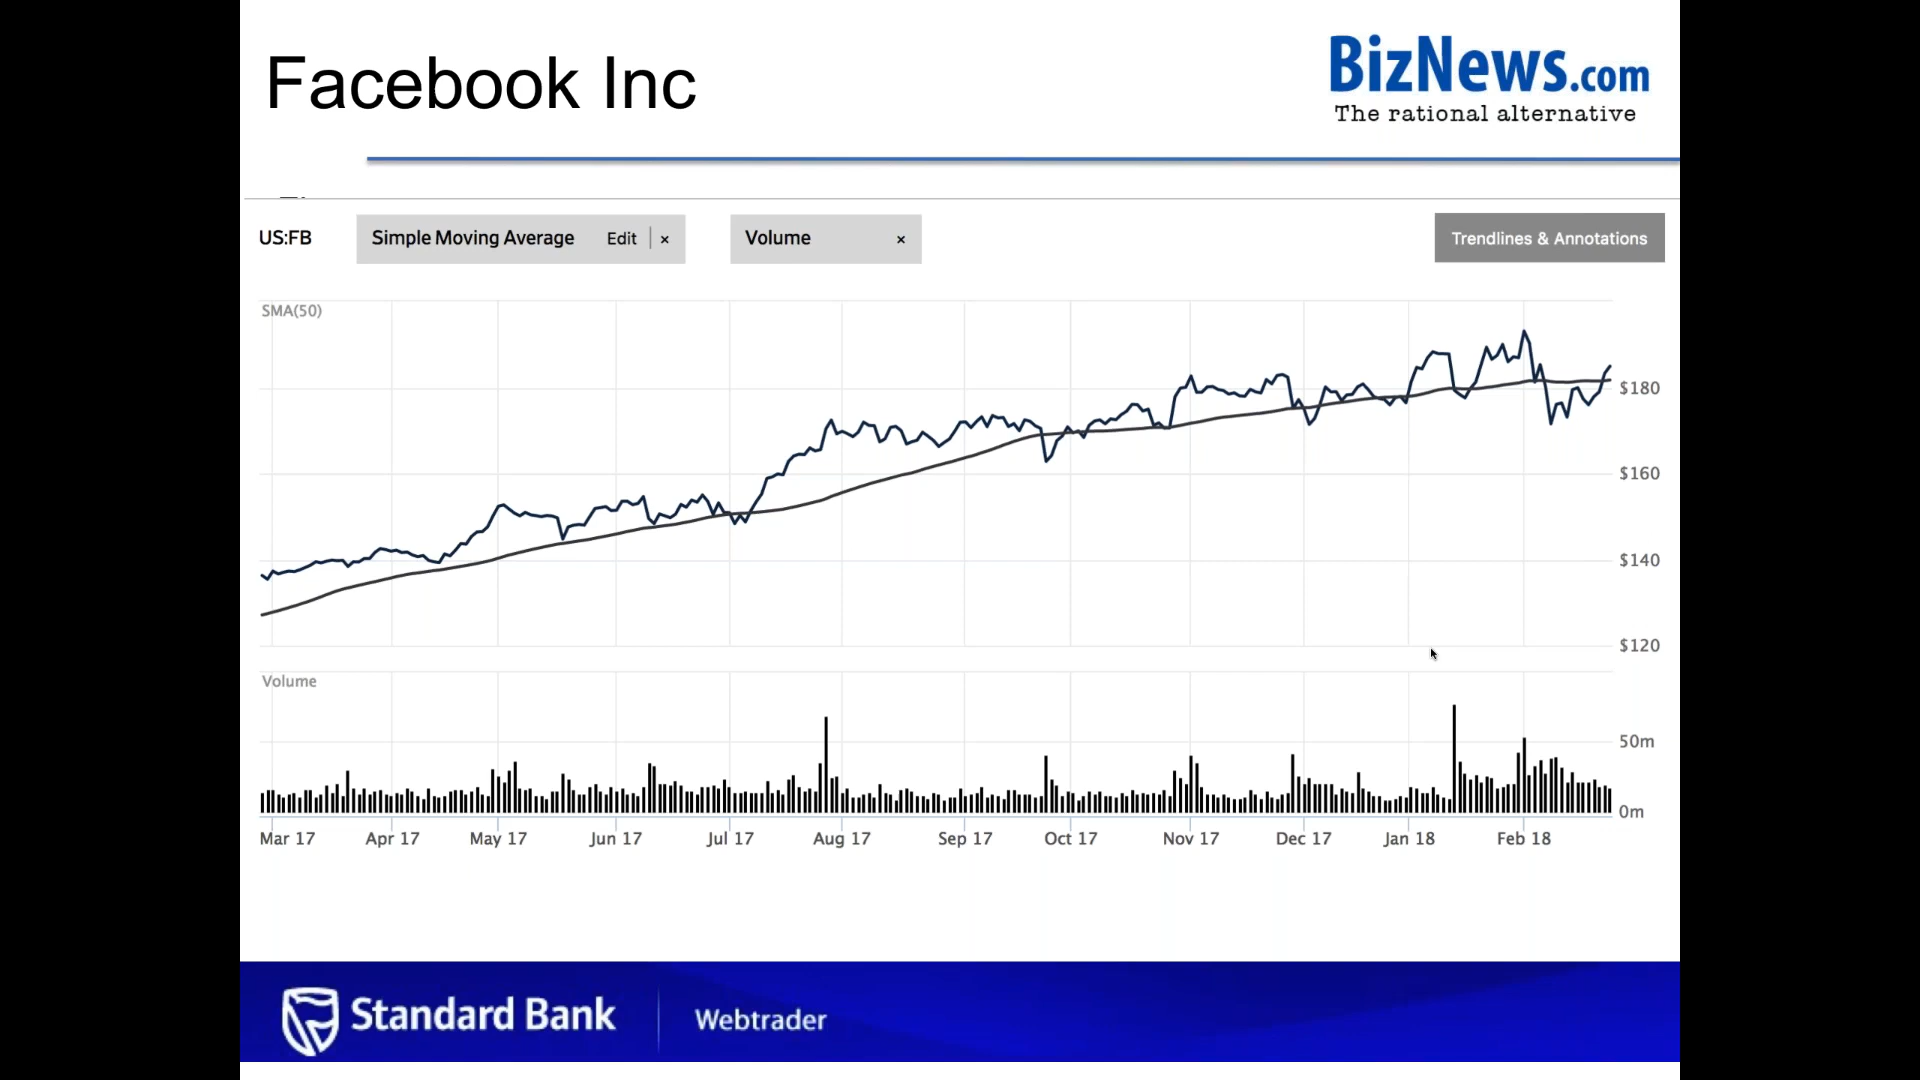 Facebook Inc
BizNews.com
The rational alternative
US:FB
Simple Moving Average Edit ×
Volume ×
Trendlines & Annotations
SMA(50)
$180
$160
$140
$120
Volume
50m
0m
Mar 17 Apr 17 May 17 Jun 17 Jul 17 Aug 17 Sep 17 Oct 17 Nov 17 Dec 17 Jan 18 Feb 18
Standard Bank Webtrader